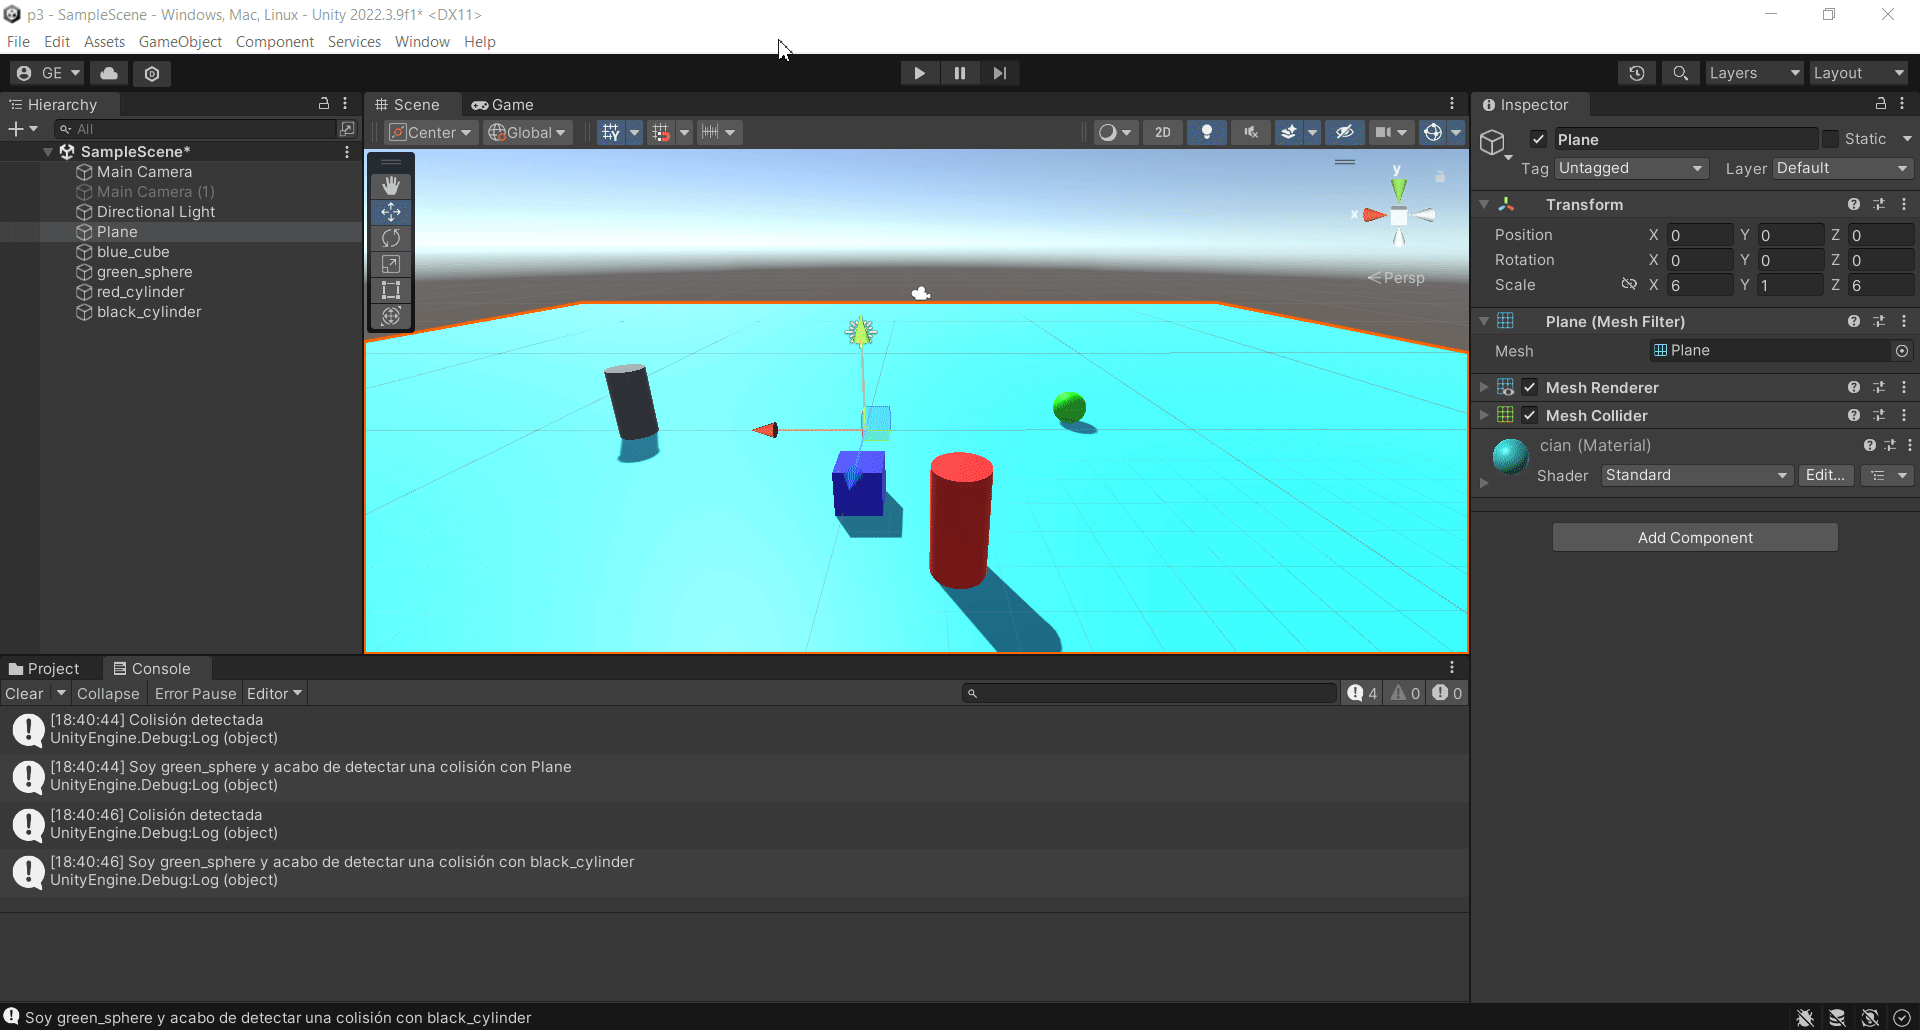 p3 - SampleScene - Windows, Mac, Linux - Unity 2022.3.9f1* <DX11>
File Edit Assets GameObject Component Services Window Help
GE
Layers Layout
Hierarchy
All
SampleScene*
Main Camera
Main Camera (1)
Directional Light
Plane
blue_cube
green_sphere
red_cylinder
black_cylinder
Scene Game
Center Global 2D
y
x
Persp
Inspector
Plane Static
Tag Untagged Layer Default
Transform
Position X 0 Y 0 Z 0
Rotation X 0 Y 0 Z 0
Scale X 6 Y 1 Z 6
Plane (Mesh Filter)
Mesh Plane
Mesh Renderer
Mesh Collider
cian (Material)
Shader Standard Edit...
Add Component
Project Console
Clear Collapse Error Pause Editor 4 0 0
[18:40:44] Colisión detectada
UnityEngine.Debug:Log (object)
[18:40:44] Soy green_sphere y acabo de detectar una colisión con Plane
UnityEngine.Debug:Log (object)
[18:40:46] Colisión detectada
UnityEngine.Debug:Log (object)
[18:40:46] Soy green_sphere y acabo de detectar una colisión con black_cylinder
UnityEngine.Debug:Log (object)
Soy green_sphere y acabo de detectar una colisión con black_cylinder